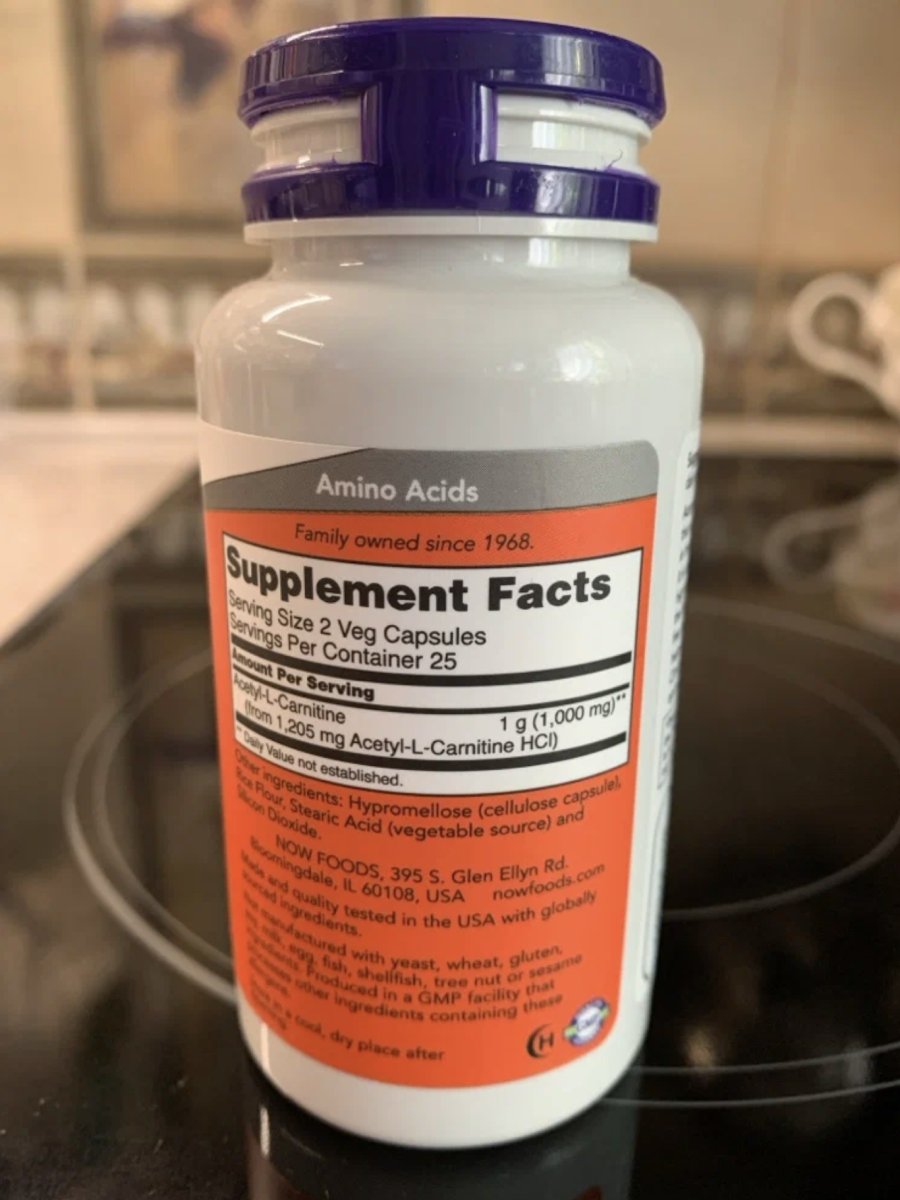 Amino Acids
Family owned since 1968.
Supplement Facts
Serving Size 2 Veg Capsules
Servings Per Container 25
Amount Per Serving
Acetyl-L-Carnitine 1 g (1,000 mg)**
(from 1,205 mg Acetyl-L-Carnitine HCl)
** Daily Value not established.
Other ingredients: Hypromellose (cellulose capsule),
Rice Flour, Stearic Acid (vegetable source) and
Silicon Dioxide.
NOW FOODS, 395 S. Glen Ellyn Rd.
Bloomingdale, IL 60108, USA nowfoods.com
Made and quality tested in the USA with globally
sourced ingredients.
Not manufactured with yeast, wheat, gluten,
milk, egg, fish, shellfish, tree nut or sesame
ingredients. Produced in a GMP facility that
processes other ingredients containing these
allergens.
in a cool, dry place after
H